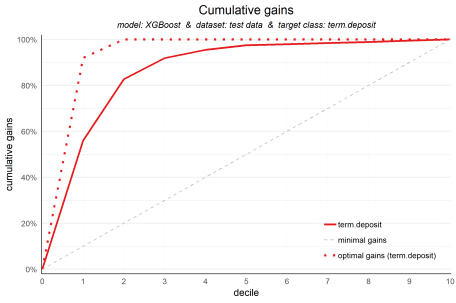 Cumulative gains
model: XGBoost & dataset: test data & target class: term.deposit
cumulative gains
100%
80%
60%
40%
20%
0%
term.deposit
minimal gains
optimal gains (term.deposit)
0 1 2 3 4 5 6 7 8 9 10
decile